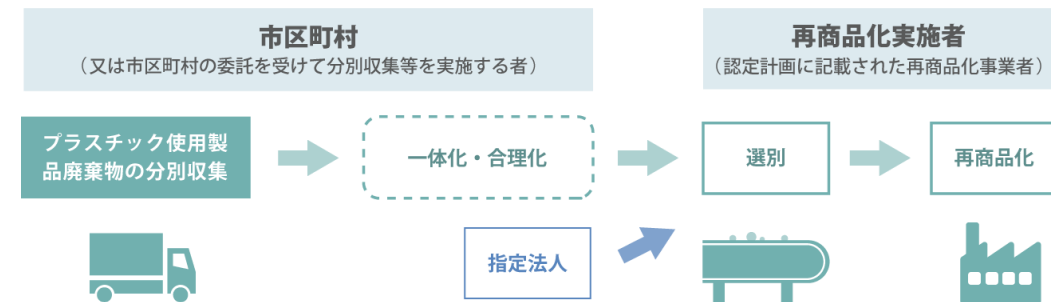 市区町村
（又は市区町村の委託を受けて分別収集等を実施する者）
再商品化実施者
（認定計画に記載された再商品化事業者）
プラスチック使用製
品廃棄物の分別収集
一体化・合理化
選別
再商品化
指定法人